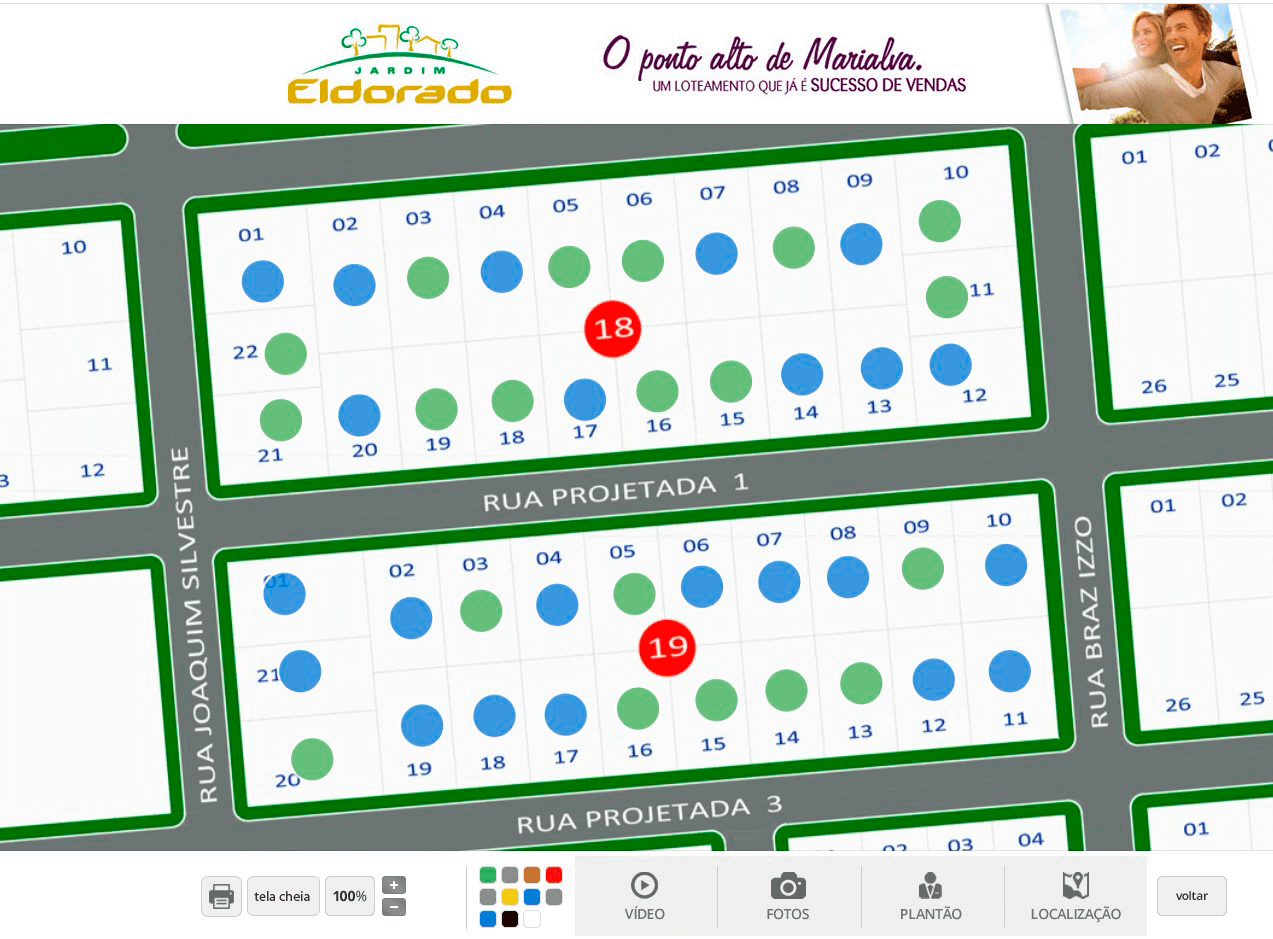 JARDIM
Eldorado
O ponto alto de Marialva.
UM LOTEAMENTO QUE JÁ É SUCESSO DE VENDAS
10
11
12
3
01 02 03 04 05 06 07 08 09 10
11
22
21 20 19 18 17 16 15 14 13 12
18
01 02
26 25
RUA PROJETADA 1
RUA JOAQUIM SILVESTRE
01 02 03 04 05 06 07 08 09 10
21
20 19 18 17 16 15 14 13 12 11
19
RUA BRAZ IZZO
01 02
26 25
RUA PROJETADA 3
02 03 04
01
tela cheia
100%
+
−
VÍDEO
FOTOS
PLANTÃO
LOCALIZAÇÃO
voltar